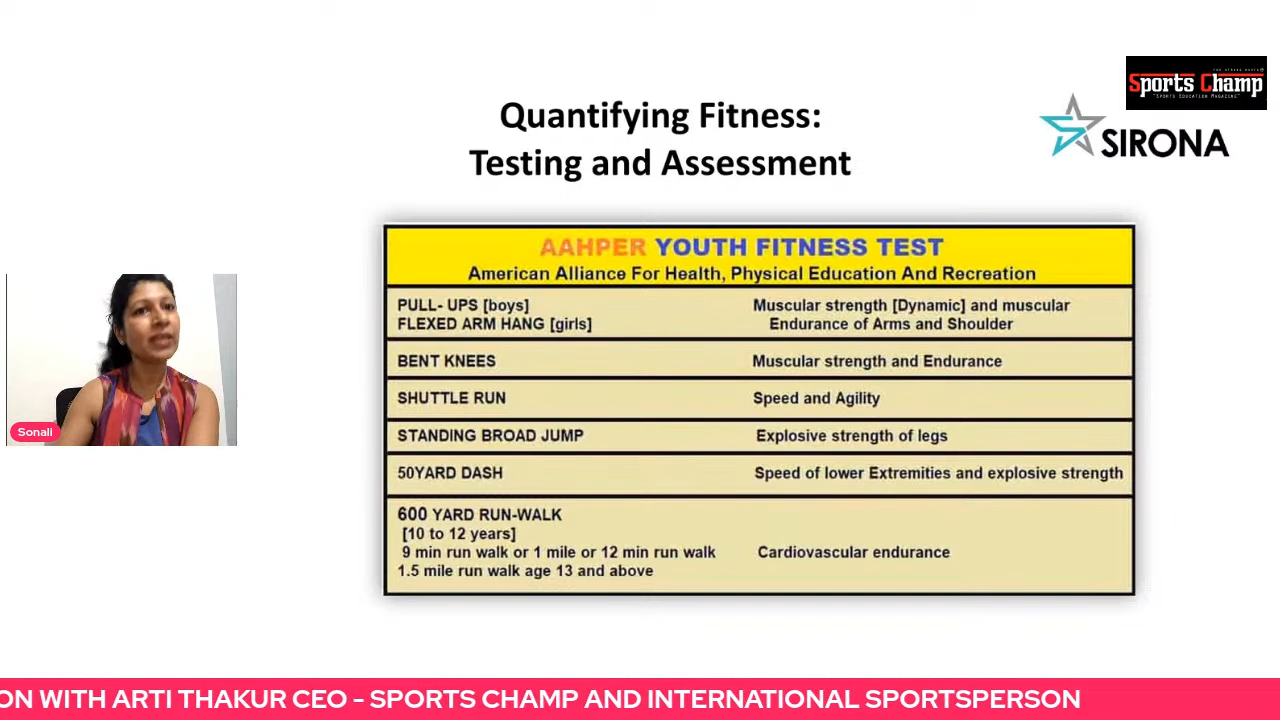 Sports Champ
"SPORTS EDUCATION MAGAZINE"
SIRONA
Quantifying Fitness:
Testing and Assessment
AAHPER YOUTH FITNESS TEST
American Alliance For Health, Physical Education And Recreation
PULL- UPS [boys] Muscular strength [Dynamic] and muscular
FLEXED ARM HANG [girls] Endurance of Arms and Shoulder
BENT KNEES Muscular strength and Endurance
SHUTTLE RUN Speed and Agility
STANDING BROAD JUMP Explosive strength of legs
50YARD DASH Speed of lower Extremities and explosive strength
600 YARD RUN-WALK
[10 to 12 years]
9 min run walk or 1 mile or 12 min run walk Cardiovascular endurance
1.5 mile run walk age 13 and above
Sonali
ON WITH ARTI THAKUR CEO - SPORTS CHAMP AND INTERNATIONAL SPORTSPERSON